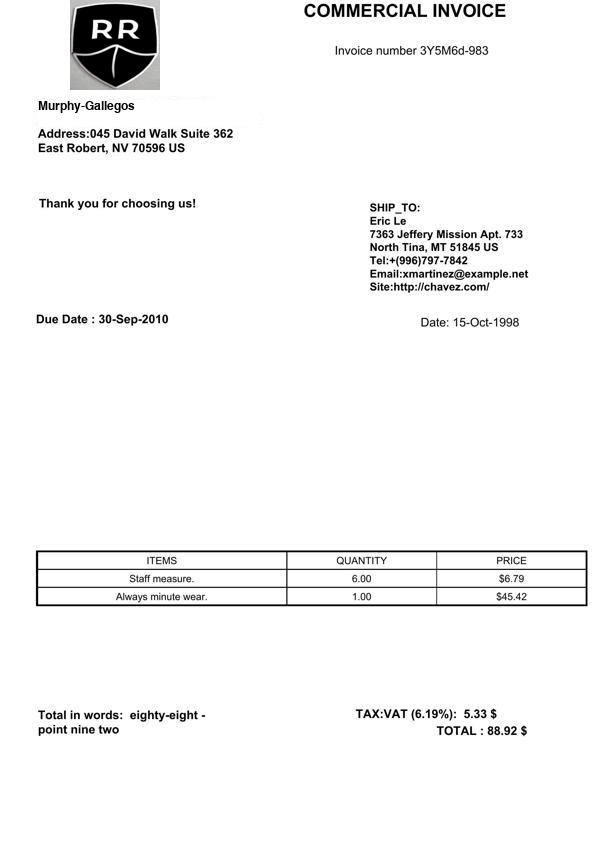 RR
COMMERCIAL INVOICE
Invoice number 3Y5M6d-983
Murphy-Gallegos
Address:045 David Walk Suite 362
East Robert, NV 70596 US
Thank you for choosing us!
SHIP_TO:
Eric Le
7363 Jeffery Mission Apt. 733
North Tina, MT 51845 US
Tel:+(996)797-7842
Email:xmartinez@example.net
Site:http://chavez.com/
Due Date : 30-Sep-2010
Date: 15-Oct-1998
ITEMS QUANTITY PRICE
Staff measure. 6.00 $6.79
Always minute wear. 1.00 $45.42
Total in words: eighty-eight -
point nine two
TAX:VAT (6.19%): 5.33 $
TOTAL : 88.92 $